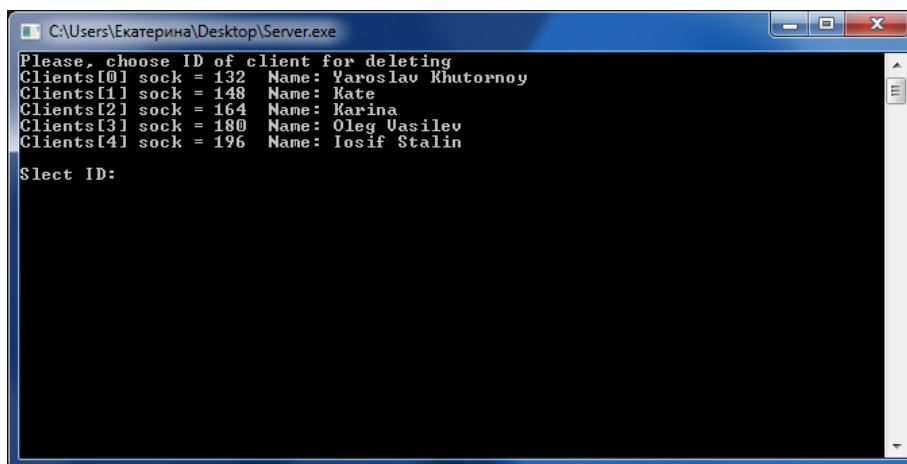 C:\Users\Екатерина\Desktop\Server.exe
Please, choose ID of client for deleting
Clients[0] sock = 132  Name: Yaroslav Khutornoy
Clients[1] sock = 148  Name: Kate
Clients[2] sock = 164  Name: Karina
Clients[3] sock = 180  Name: Oleg Vasilev
Clients[4] sock = 196  Name: Iosif Stalin
Slect ID: